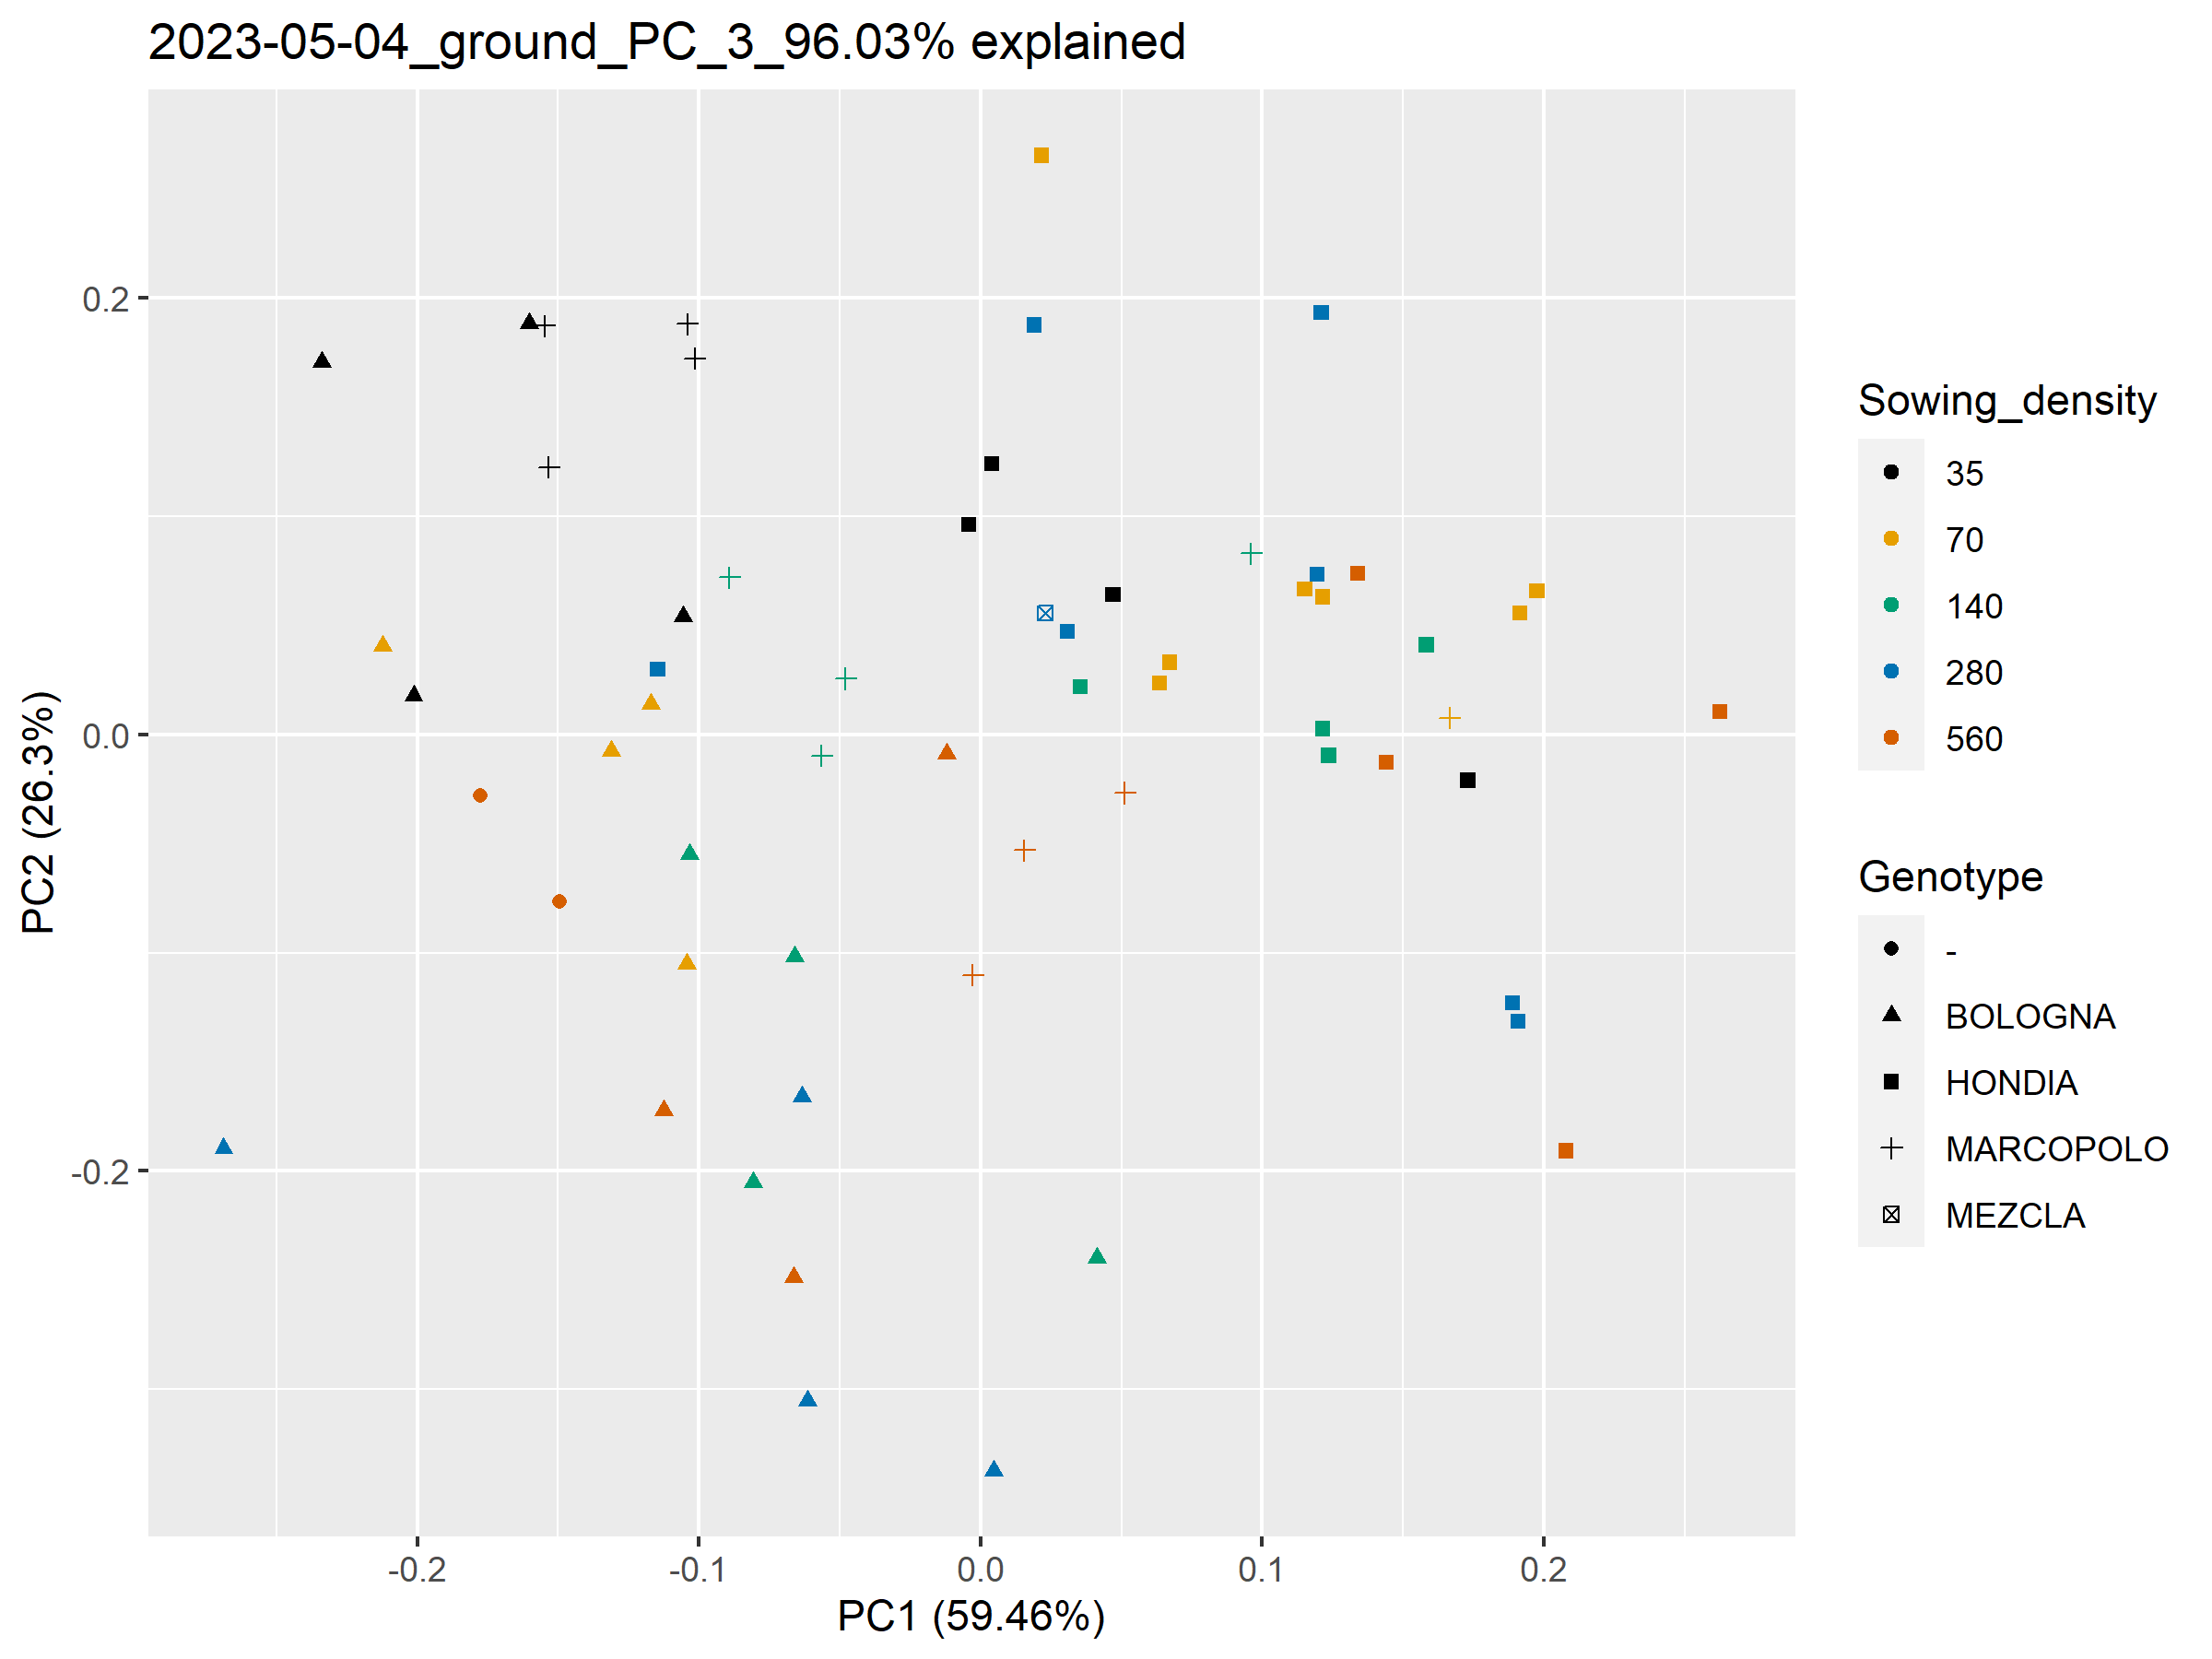 2023-05-04_ground_PC_3_96.03% explained
0.2
0.0
-0.2
PC2 (26.3%)
-0.2
-0.1
0.0
0.1
0.2
PC1 (59.46%)
Sowing_density
35
70
140
280
560
Genotype
-
BOLOGNA
HONDIA
MARCOPOLO
MEZCLA